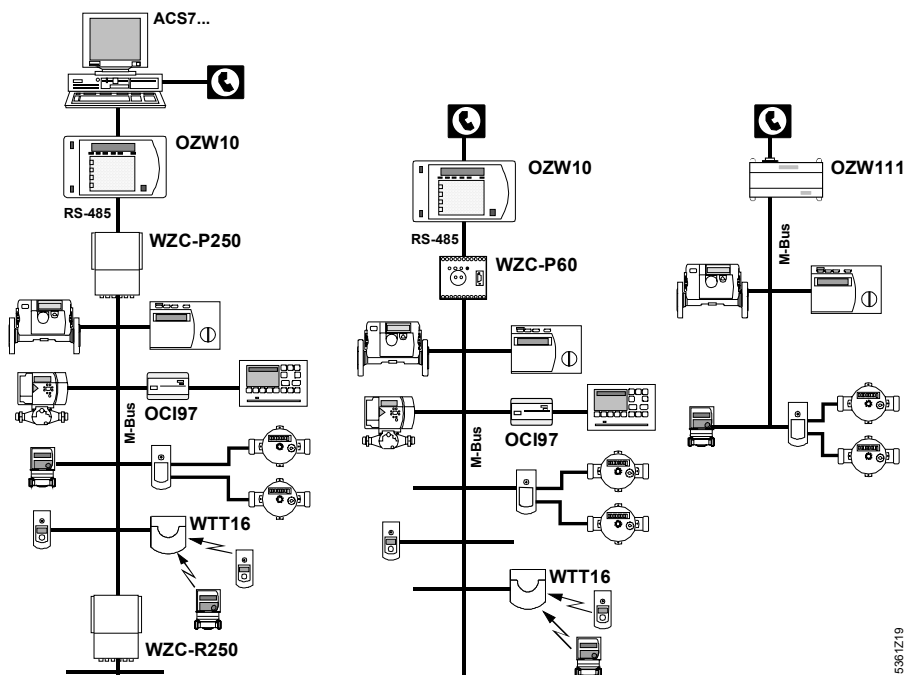 ACS7...
OZW10
RS-485
WZC-P250
OCI97
M-Bus
WTT16
WZC-R250
OZW10
RS-485
WZC-P60
OCI97
M-Bus
WTT16
OZW111
M-Bus
5361Z19